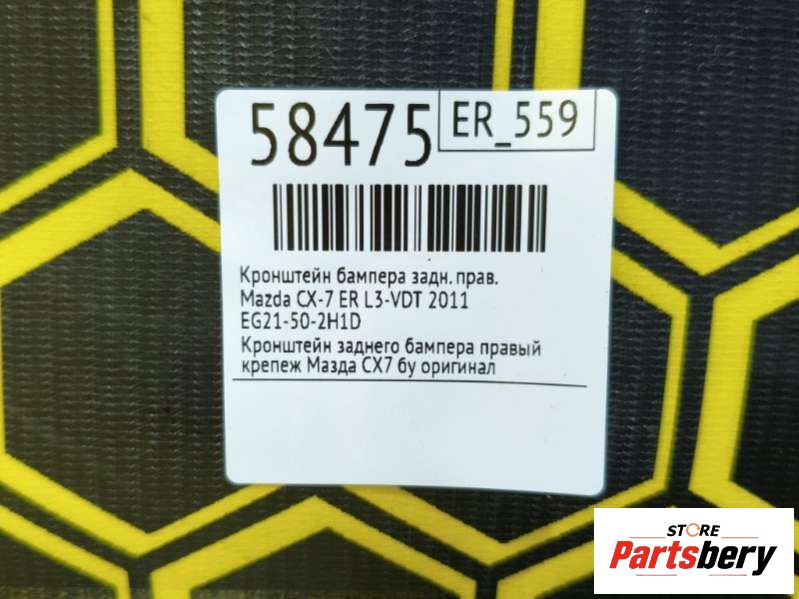 58475
ER_559
Кронштейн бампера задн. прав.
Mazda CX-7 ER L3-VDT 2011
EG21-50-2H1D
Кронштейн заднего бампера правый
крепеж Мазда СХ7 бу оригинал
STORE
Partsbery